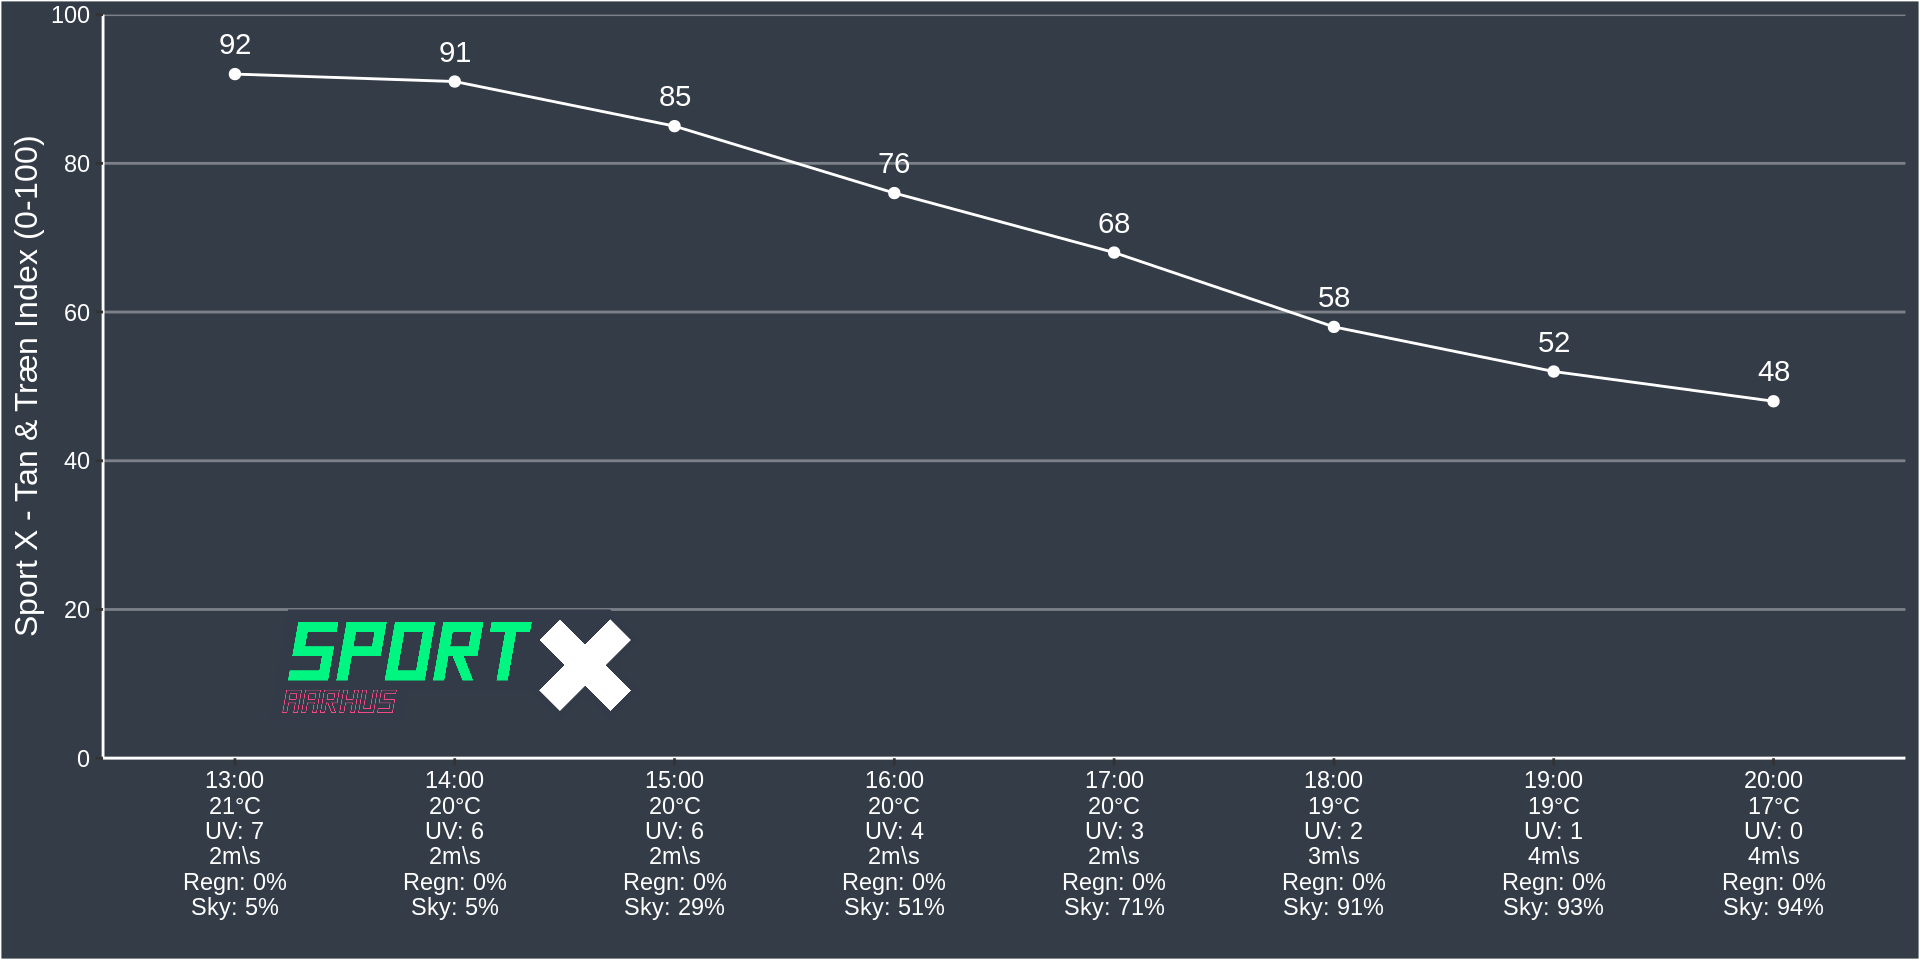 Sport X - Tan & Træn Index (0-100)
100
80
60
40
20
0
92
91
85
76
68
58
52
48
SPORT X
AARHUS
13:00
21°C
UV: 7
2m\s
Regn: 0%
Sky: 5%
14:00
20°C
UV: 6
2m\s
Regn: 0%
Sky: 5%
15:00
20°C
UV: 6
2m\s
Regn: 0%
Sky: 29%
16:00
20°C
UV: 4
2m\s
Regn: 0%
Sky: 51%
17:00
20°C
UV: 3
2m\s
Regn: 0%
Sky: 71%
18:00
19°C
UV: 2
3m\s
Regn: 0%
Sky: 91%
19:00
19°C
UV: 1
4m\s
Regn: 0%
Sky: 93%
20:00
17°C
UV: 0
4m\s
Regn: 0%
Sky: 94%